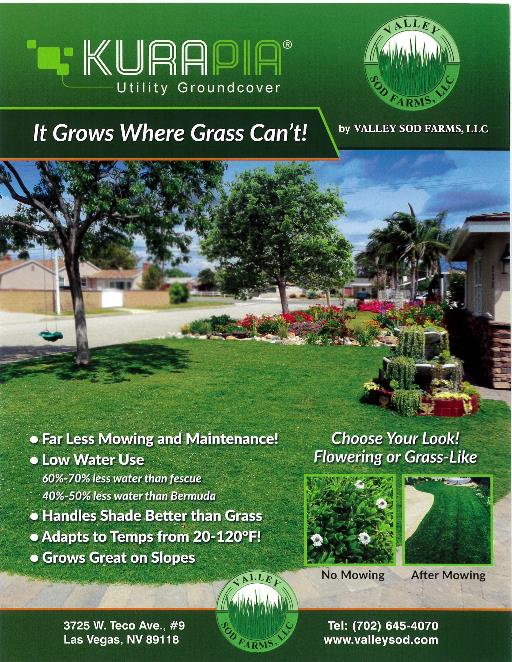 KURAPIA®
Utility Groundcover
VALLEY
SOD FARMS, LLC
It Grows Where Grass Can't!
by VALLEY SOD FARMS, LLC
• Far Less Mowing and Maintenance!
• Low Water Use
60%-70% less water than fescue
40%-50% less water than Bermuda
• Handles Shade Better than Grass
• Adapts to Temps from 20-120ºF!
• Grows Great on Slopes
Choose Your Look!
Flowering or Grass-Like
No Mowing
After Mowing
VALLEY
SOD FARMS, LLC
3725 W. Teco Ave., #9
Las Vegas, NV 89118
Tel: (702) 645-4070
www.valleysod.com